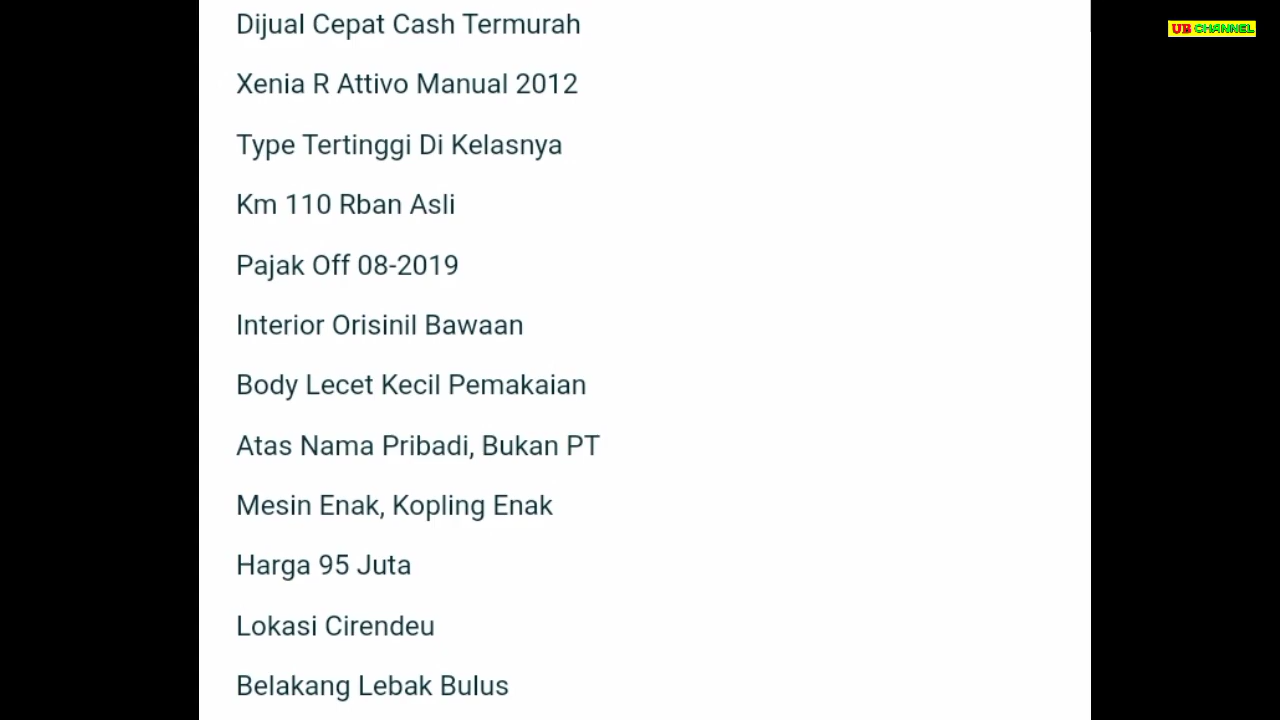 Dijual Cepat Cash Termurah
UB CHANNEL
Xenia R Attivo Manual 2012
Type Tertinggi Di Kelasnya
Km 110 Rban Asli
Pajak Off 08-2019
Interior Orisinil Bawaan
Body Lecet Kecil Pemakaian
Atas Nama Pribadi, Bukan PT
Mesin Enak, Kopling Enak
Harga 95 Juta
Lokasi Cirendeu
Belakang Lebak Bulus